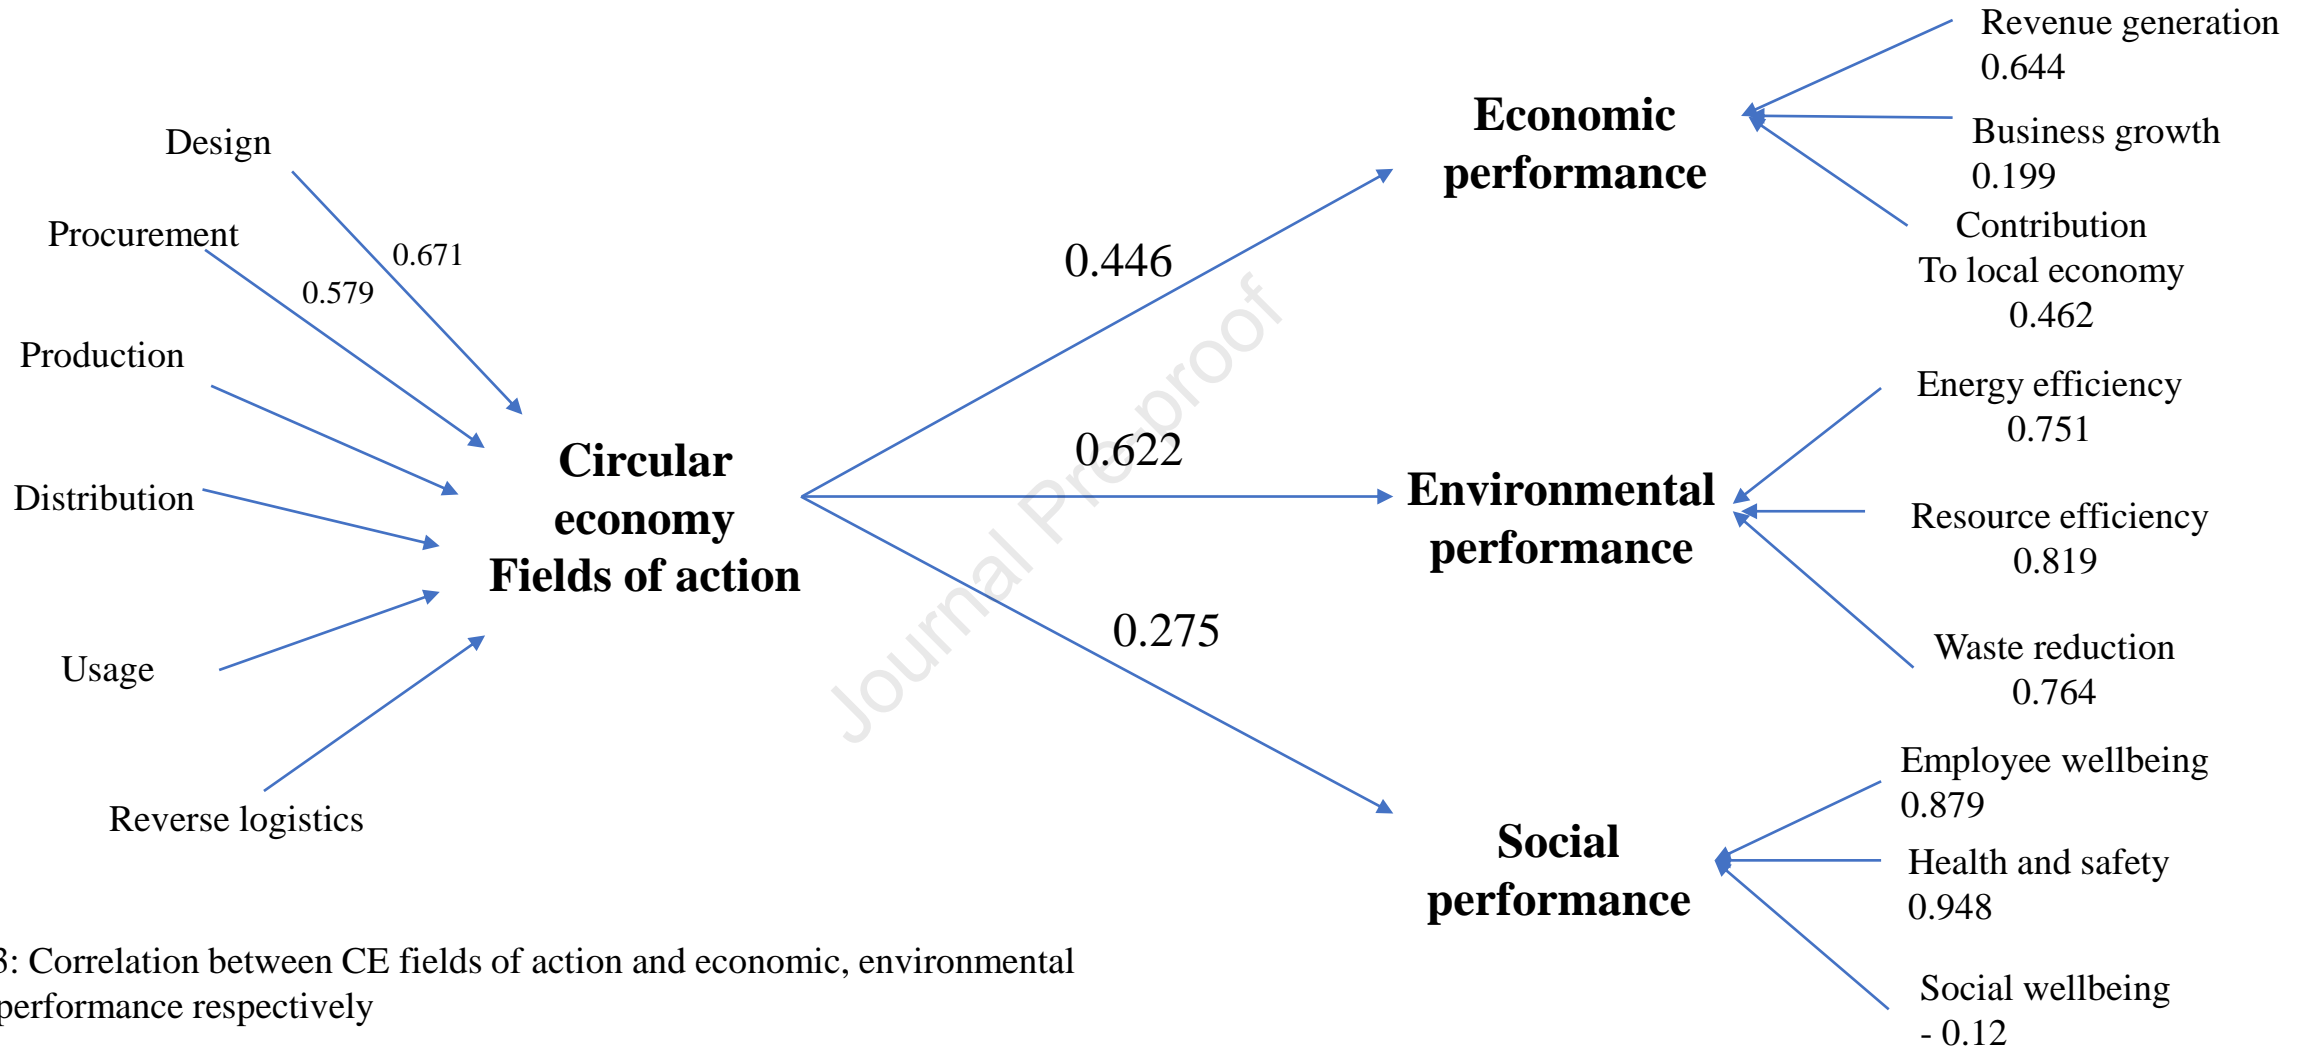 Design
Procurement
0.671
0.579
Production
Distribution
Usage
Reverse logistics
Circular
economy
Fields of action
0.446
0.622
0.275
Journal Pre-proof
Economic
performance
Revenue generation
0.644
Business growth
0.199
Contribution
To local economy
0.462
Environmental
performance
Energy efficiency
0.751
Resource efficiency
0.819
Waste reduction
0.764
Social
performance
Employee wellbeing
0.879
Health and safety
0.948
Social wellbeing
- 0.12
3: Correlation between CE fields of action and economic, environmental
performance respectively